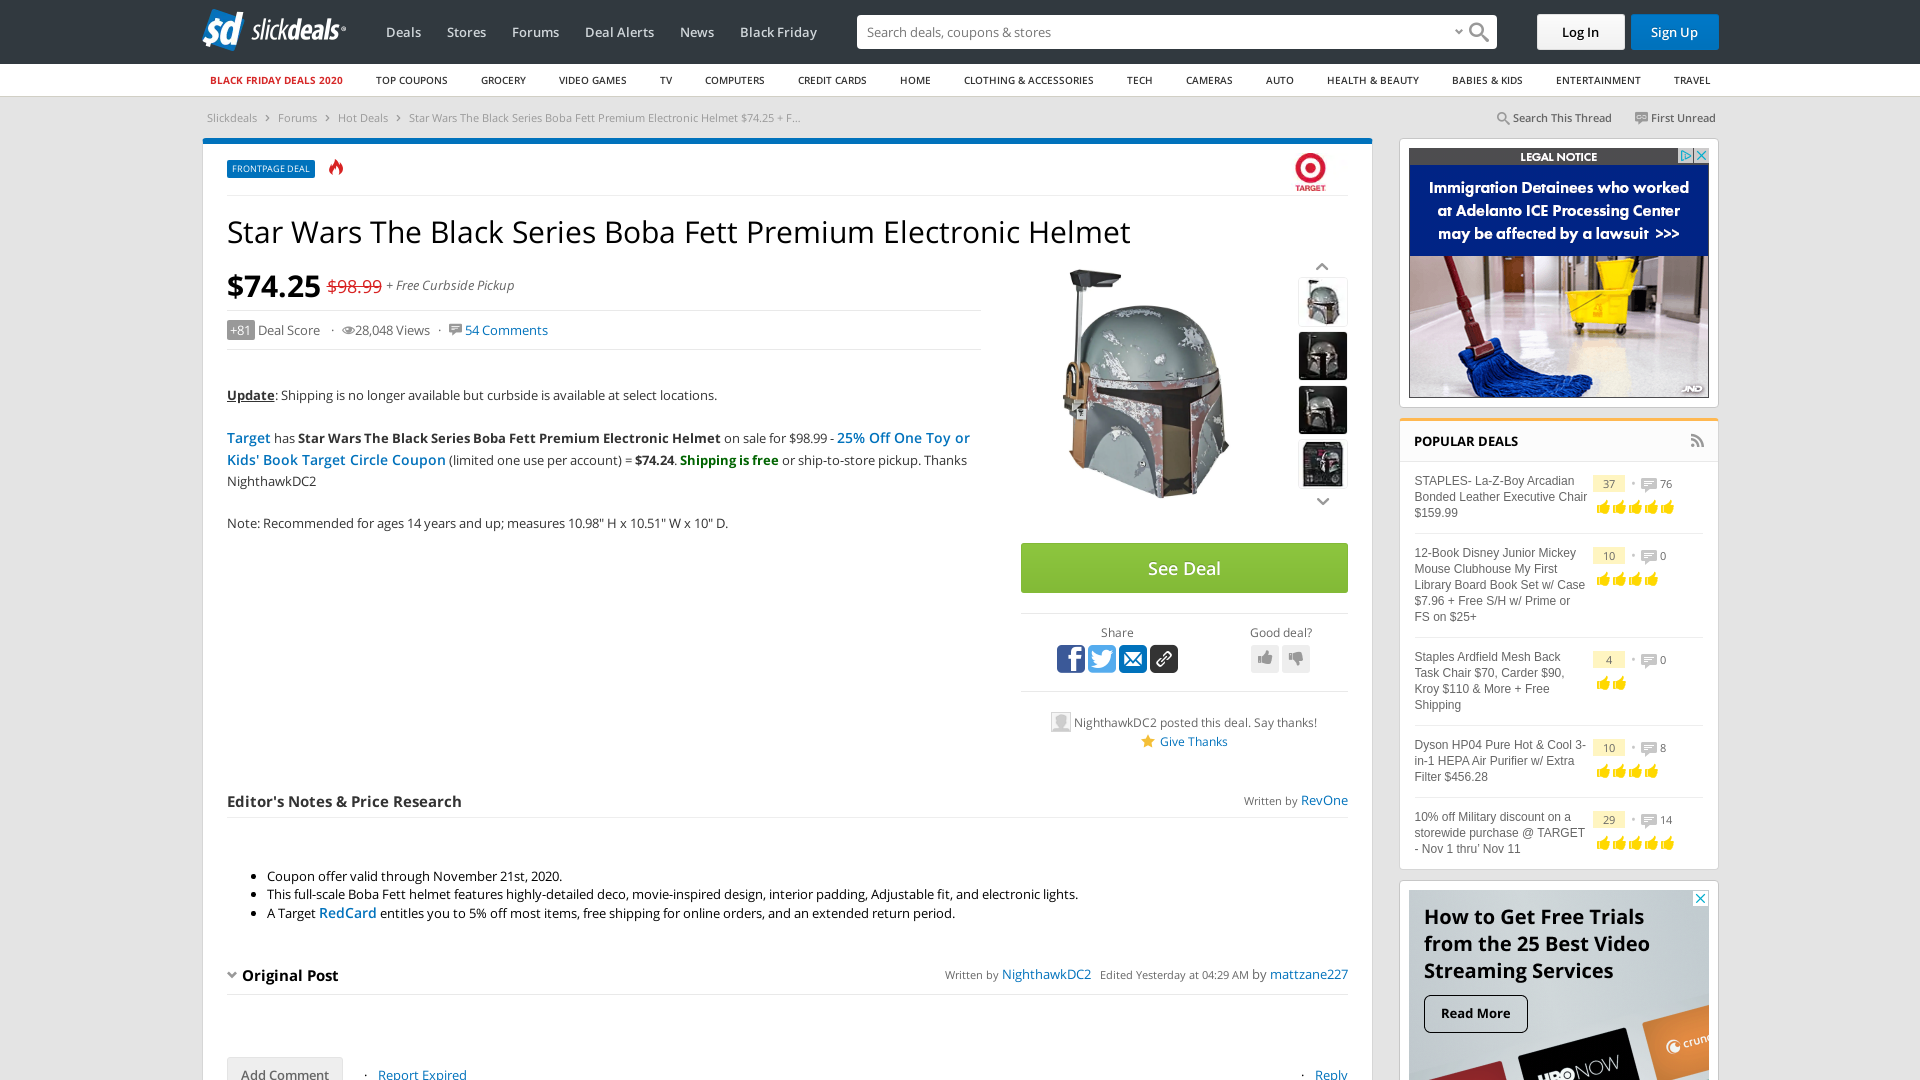 sd slickdeals
Deals Stores Forums Deal Alerts News Black Friday
Search deals, coupons & stores
Log In
Sign Up
BLACK FRIDAY DEALS 2020 TOP COUPONS GROCERY VIDEO GAMES TV COMPUTERS CREDIT CARDS HOME CLOTHING & ACCESSORIES TECH CAMERAS AUTO HEALTH & BEAUTY BABIES & KIDS ENTERTAINMENT TRAVEL
Slickdeals > Forums > Hot Deals > Star Wars The Black Series Boba Fett Premium Electronic Helmet $74.25 + F...
Search This Thread First Unread
FRONTPAGE DEAL
TARGET
Star Wars The Black Series Boba Fett Premium Electronic Helmet
$74.25 $98.99 + Free Curbside Pickup
+81 Deal Score · 28,048 Views · 54 Comments
Update: Shipping is no longer available but curbside is available at select locations.
Target has Star Wars The Black Series Boba Fett Premium Electronic Helmet on sale for $98.99 - 25% Off One Toy or
Kids' Book Target Circle Coupon (limited one use per account) = $74.24. Shipping is free or ship-to-store pickup. Thanks
NighthawkDC2
Note: Recommended for ages 14 years and up; measures 10.98" H x 10.51" W x 10" D.
See Deal
Share
Good deal?
NighthawkDC2 posted this deal. Say thanks!
Give Thanks
Editor's Notes & Price Research
Written by RevOne
• Coupon offer valid through November 21st, 2020.
• This full-scale Boba Fett helmet features highly-detailed deco, movie-inspired design, interior padding, Adjustable fit, and electronic lights.
• A Target RedCard entitles you to 5% off most items, free shipping for online orders, and an extended return period.
Original Post
Written by NighthawkDC2 Edited Yesterday at 04:29 AM by mattzane227
Add Comment · Report Expired
· Reply
LEGAL NOTICE
Immigration Detainees who worked
at Adelanto ICE Processing Center
may be affected by a lawsuit >>>
JND
POPULAR DEALS
STAPLES- La-Z-Boy Arcadian
Bonded Leather Executive Chair
$159.99
37 • 76
12-Book Disney Junior Mickey
Mouse Clubhouse My First
Library Board Book Set w/ Case
$7.96 + Free S/H w/ Prime or
FS on $25+
10 • 0
Staples Ardfield Mesh Back
Task Chair $70, Carder $90,
Kroy $110 & More + Free
Shipping
4 • 0
Dyson HP04 Pure Hot & Cool 3-
in-1 HEPA Air Purifier w/ Extra
Filter $456.28
10 • 8
10% off Military discount on a
storewide purchase @ TARGET
- Nov 1 thru' Nov 11
29 • 14
How to Get Free Trials
from the 25 Best Video
Streaming Services
Read More
crun
HBO NOW